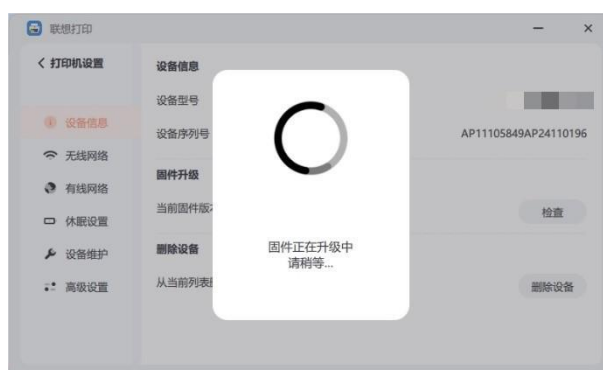 联想打印
打印机设置
设备信息
设备型号
设备信息
设备序列号
AP11105849AP24110196
无线网络
固件升级
有线网络
当前固件版
检查
休眠设置
固件正在升级中
请稍等...
设备维护
删除设备
高级设置
从当前列表
删除设备